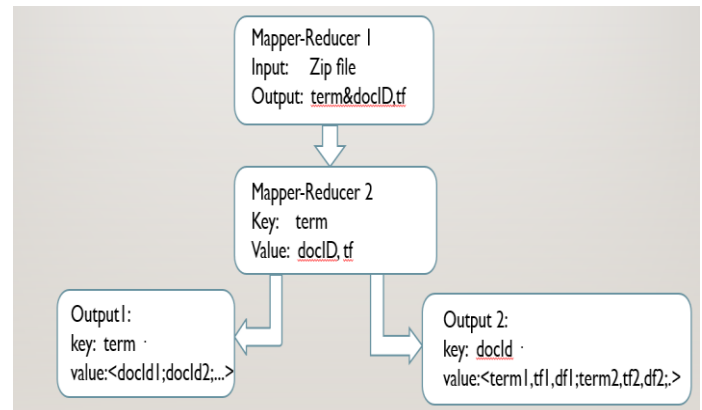 Mapper-Reducer 1
Input: Zip file
Output: term&docID,tf
Mapper-Reducer 2
Key: term
Value: docID, tf
Output1:
key: term
value:<docId1;docId2;...>
Output 2:
key: docId
value:<term1,tf1,df1;term2,tf2,df2;.>